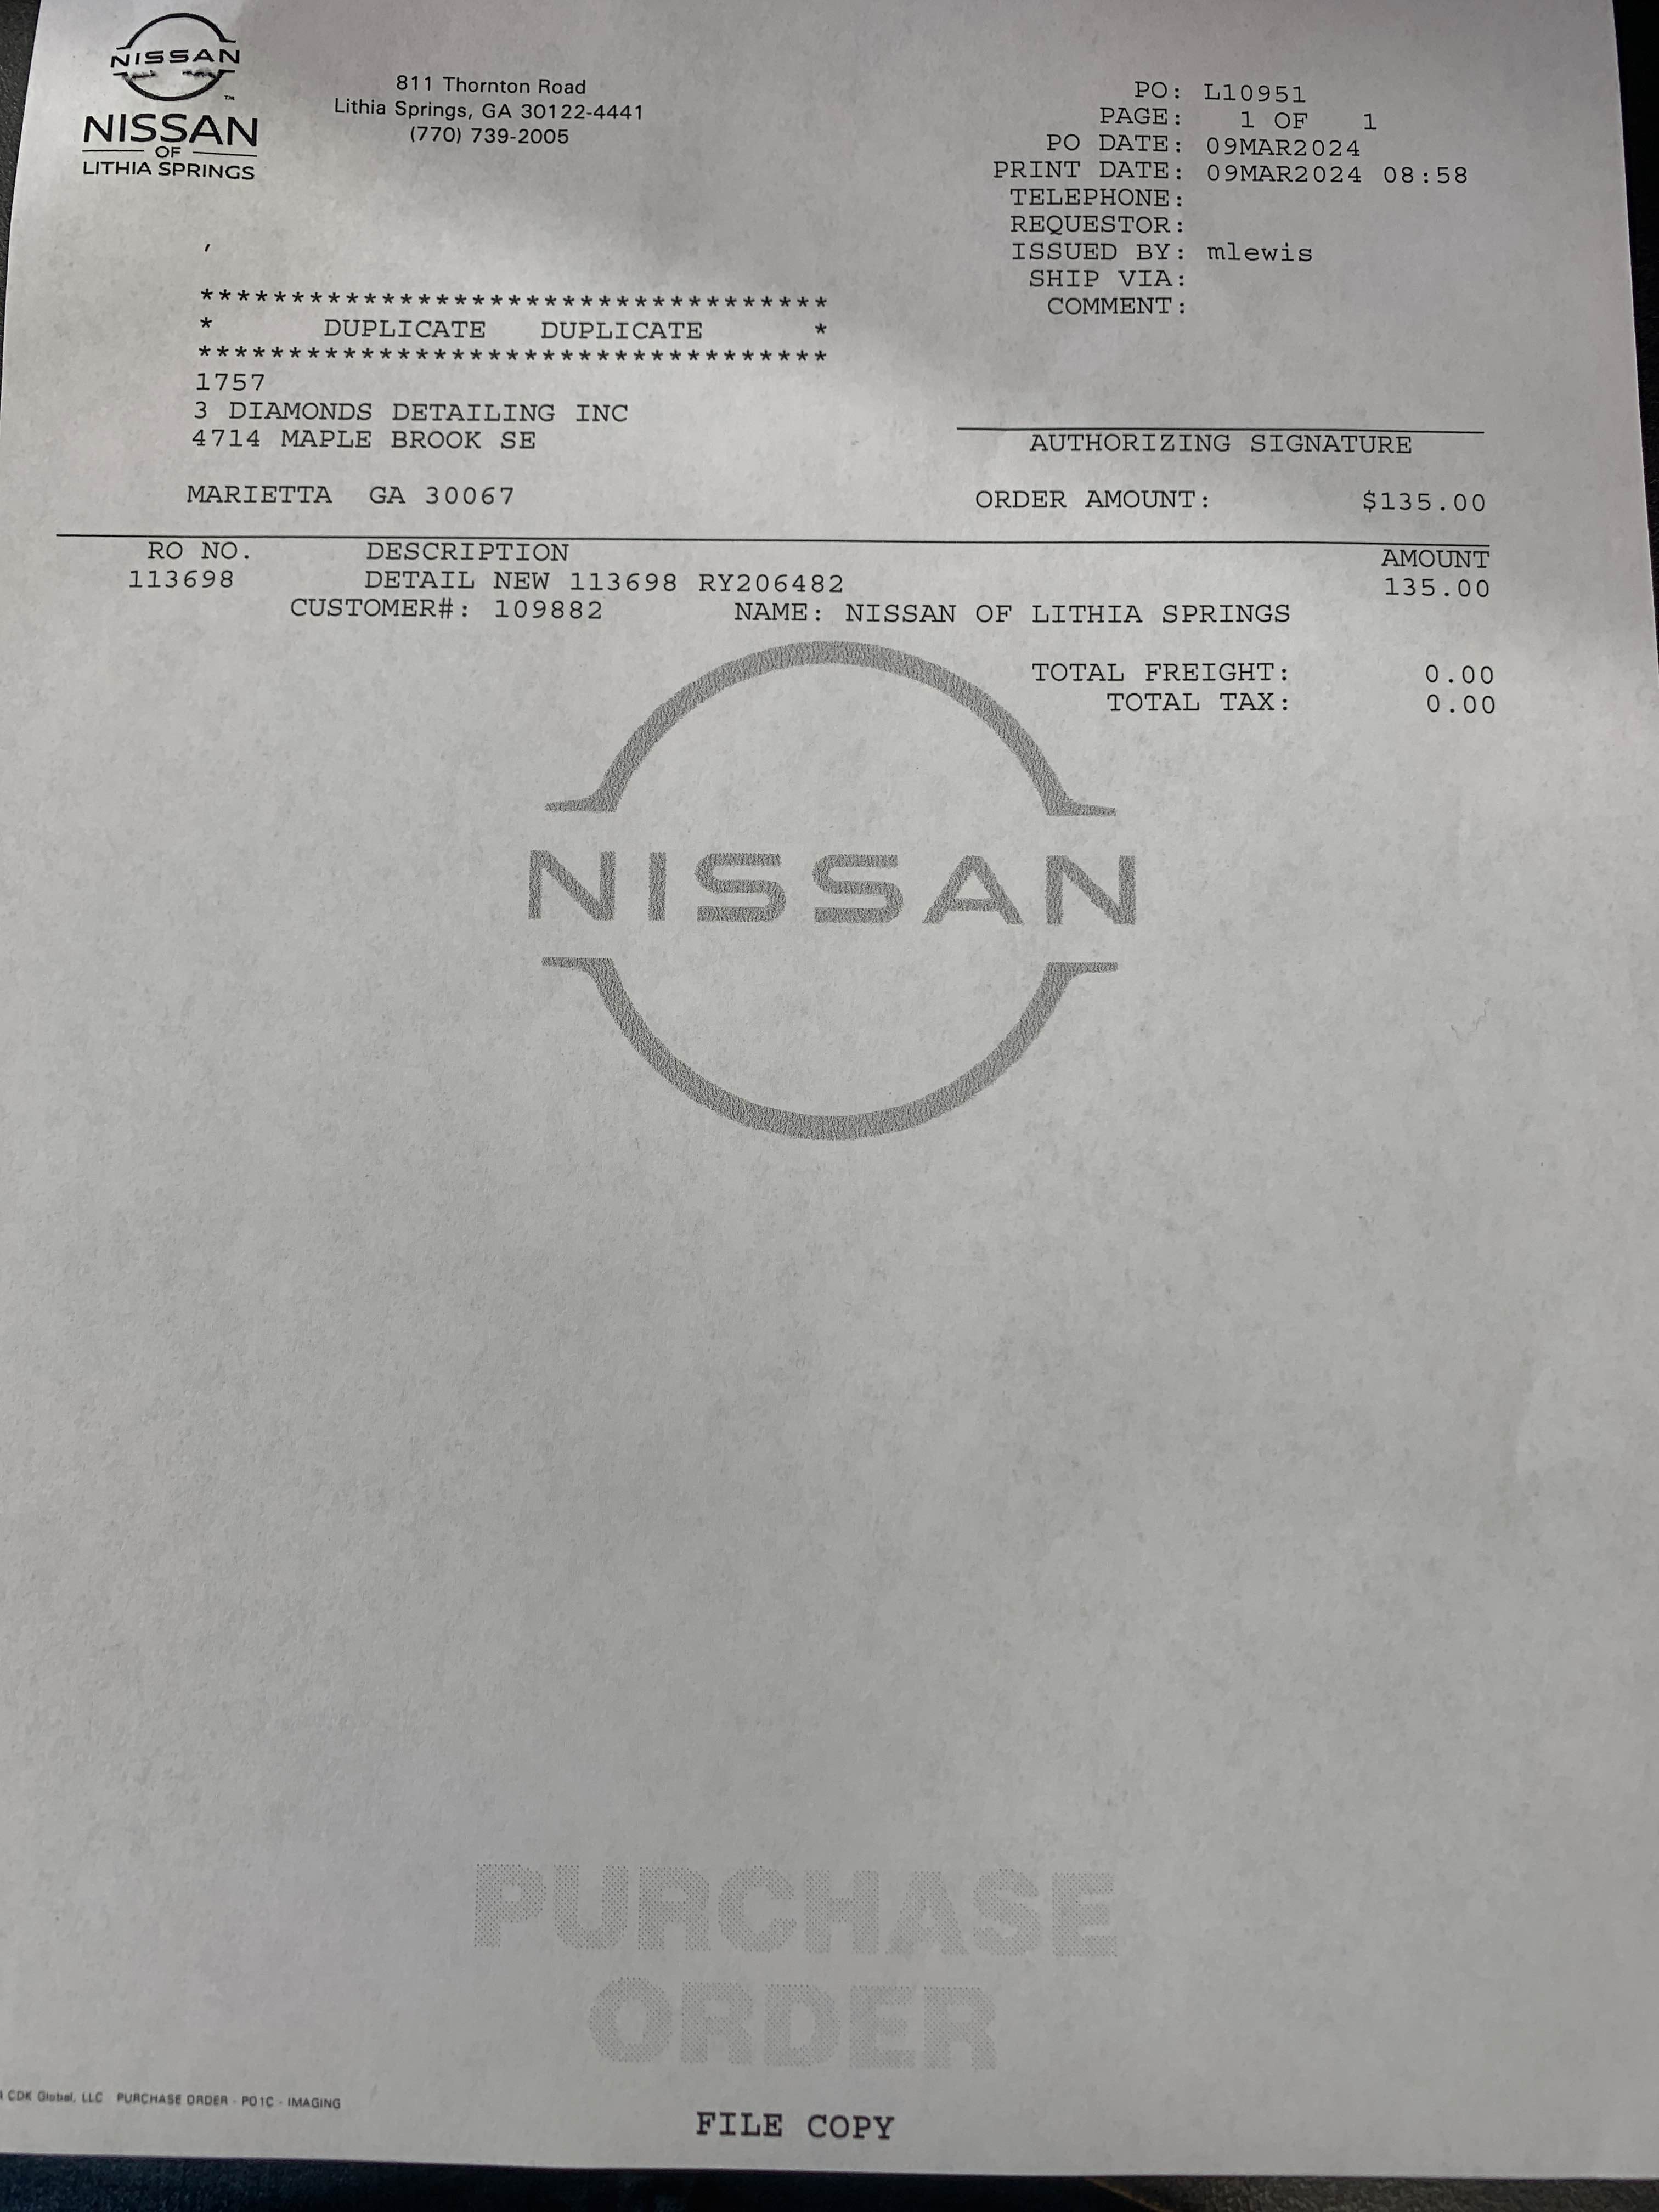 NISSAN
NISSAN
OF
LITHIA SPRINGS
811 Thornton Road
Lithia Springs, GA 30122-4441
(770) 739-2005
PO: L10951
PAGE: 1 OF 1
PO DATE: 09MAR2024
PRINT DATE: 09MAR2024 08:58
TELEPHONE:
REQUESTOR:
ISSUED BY: mlewis
SHIP VIA:
COMMENT:
,
***********************************
* DUPLICATE DUPLICATE *
***********************************
1757
3 DIAMONDS DETAILING INC
4714 MAPLE BROOK SE
MARIETTA GA 30067
AUTHORIZING SIGNATURE
ORDER AMOUNT: $135.00
RO NO. DESCRIPTION AMOUNT
113698 DETAIL NEW 113698 RY206482 135.00
CUSTOMER#: 109882 NAME: NISSAN OF LITHIA SPRINGS
TOTAL FREIGHT: 0.00
TOTAL TAX: 0.00
NISSAN
PURCHASE
ORDER
CDK Global, LLC PURCHASE ORDER - PO1C - IMAGING
FILE COPY